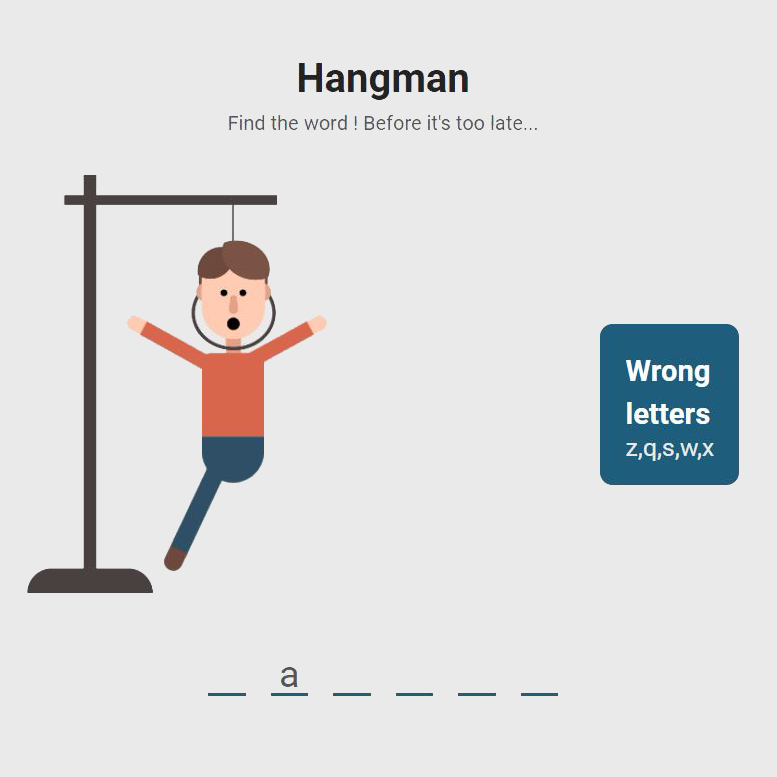 Hangman
Find the word ! Before it's too late...
Wrong
letters
z,q,s,w,x
a